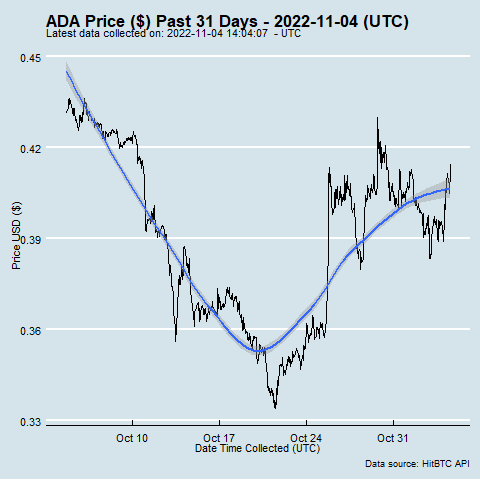 ADA Price ($) Past 31 Days - 2022-11-04 (UTC)
Latest data collected on: 2022-11-04 14:04:07 - UTC
0.45
0.42
0.39
0.36
0.33
Price USD ($)
Oct 10 Oct 17 Oct 24 Oct 31
Date Time Collected (UTC)
Data source: HitBTC API